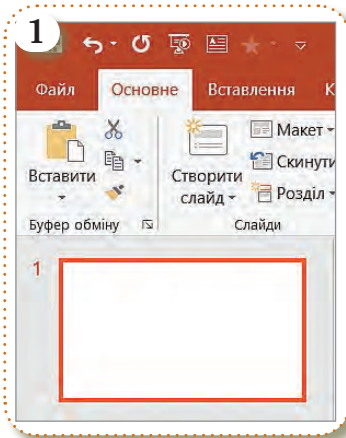 1
Файл Основне Вставлення К
Вставити
Створити слайд
Макет
Скинути
Розділ
Буфер обміну Слайди
1